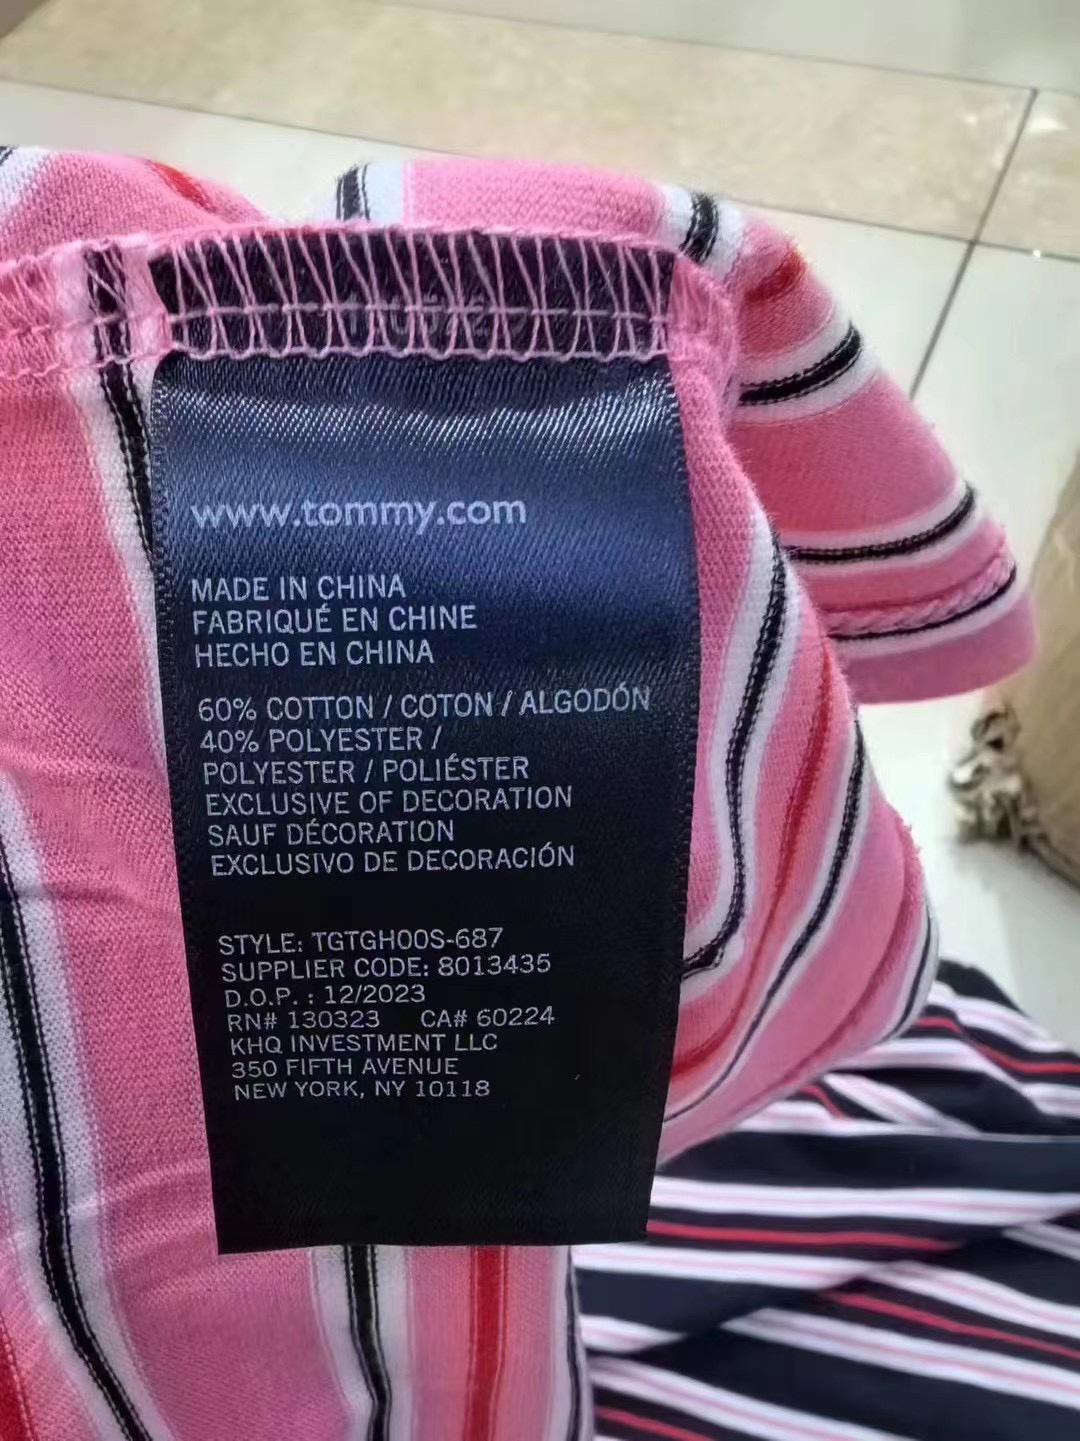 www.tommy.com
MADE IN CHINA
FABRIQUÉ EN CHINE
HECHO EN CHINA
60% COTTON / COTON / ALGODÓN
40% POLYESTER /
POLYESTER / POLIÉSTER
EXCLUSIVE OF DECORATION
SAUF DÉCORATION
EXCLUSIVO DE DECORACIÓN
STYLE: TGTGH00S-687
SUPPLIER CODE: 8013435
D.O.P. : 12/2023
RN# 130323 CA# 60224
KHQ INVESTMENT LLC
350 FIFTH AVENUE
NEW YORK, NY 10118